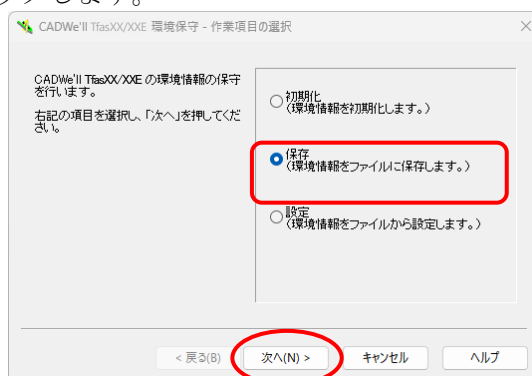 クします。
CADWe'll TfasXX/XXE 環境保守 - 作業項目の選択
CADWe'll TfasXX/XXE の環境情報の保守
を行います。
右記の項目を選択し、「次へ」を押してくだ
さい。
初期化
(環境情報を初期化します。)
保存
(環境情報をファイルに保存します。)
設定
(環境情報をファイルから設定します。)
< 戻る(B)
次へ(N) >
キャンセル
ヘルプ